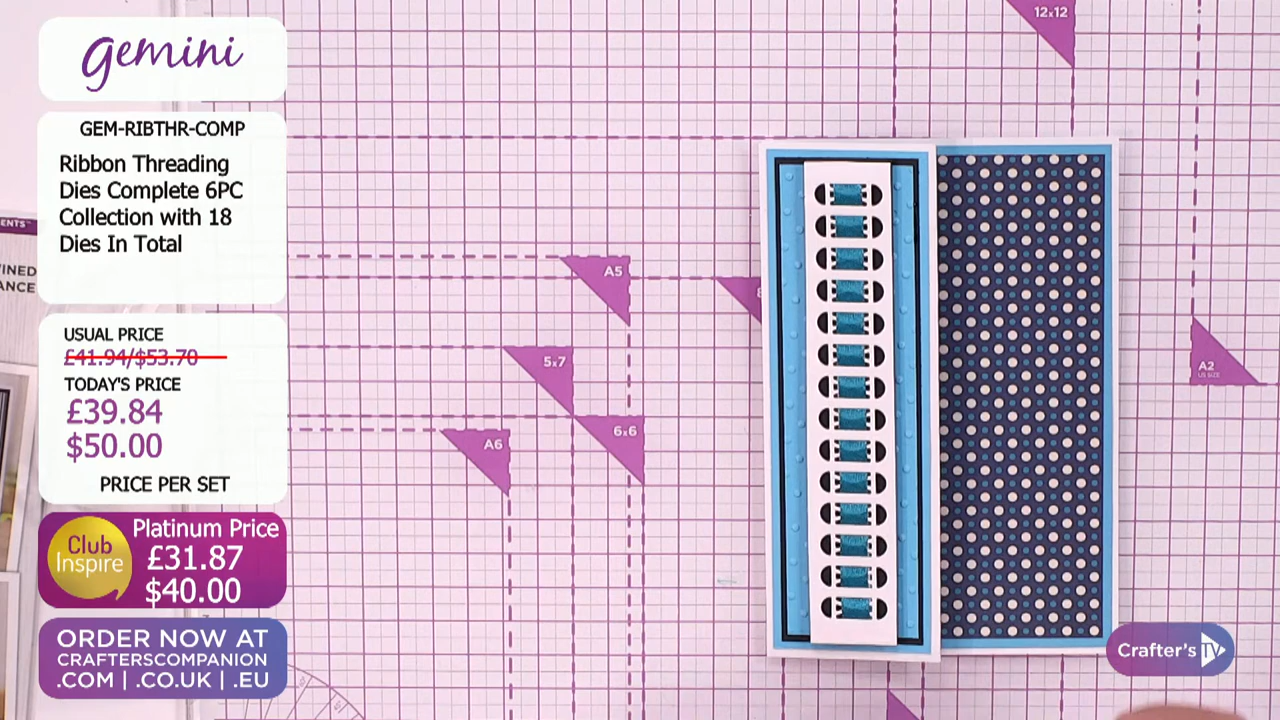 gemini
GEM-RIBTHR-COMP
Ribbon Threading
Dies Complete 6PC
Collection with 18
Dies In Total
USUAL PRICE
£41.94/$53.70
TODAY'S PRICE
£39.84
$50.00
PRICE PER SET
Club
Inspire
Platinum Price
£31.87
$40.00
ORDER NOW AT
CRAFTERSCOMPANION
.COM | .CO.UK | .EU
12x12
A5
5x7
6x6
A6
A2
US SIZE
Crafter's TV